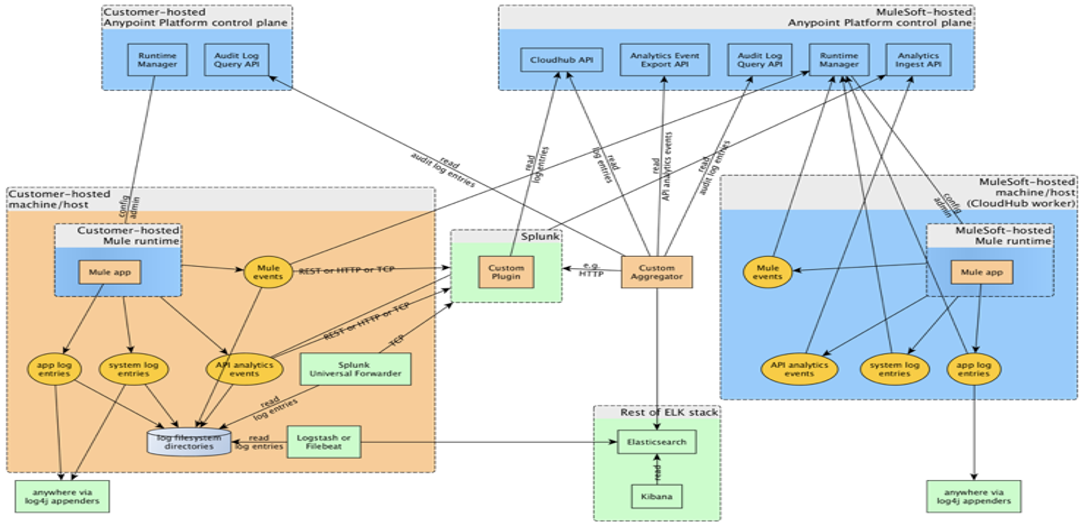 Customer-hosted
Anypoint Platform control plane
Runtime
Manager
Audit Log
Query API
MuleSoft-hosted
Anypoint Platform control plane
Cloudhub API
Analytics Event
Export API
Audit Log
Query API
Runtime
Manager
Analytics
Ingest API
read
audit log entries
read
log entries
read
log entries
read
API analytics events
read
audit log entries
config
admin
config
admin
Customer-hosted
machine/host
Customer-hosted
Mule runtime
Mule app
Mule
events
REST or HTTP or TCP
REST or HTTP or TCP
TCP
app log
entries
system log
entries
API analytics
events
Splunk
Universal Forwarder
read
log entries
log filesystem
directories
read
log entries
Logstash or
Filebeat
anywhere via
log4j appenders
Splunk
Custom
Plugin
e.g.
HTTP
Custom
Aggregator
Rest of ELK stack
Elasticsearch
read
Kibana
MuleSoft-hosted
machine/host
(CloudHub worker)
MuleSoft-hosted
Mule runtime
Mule app
Mule
events
API analytics
events
system log
entries
app log
entries
anywhere via
log4j appenders